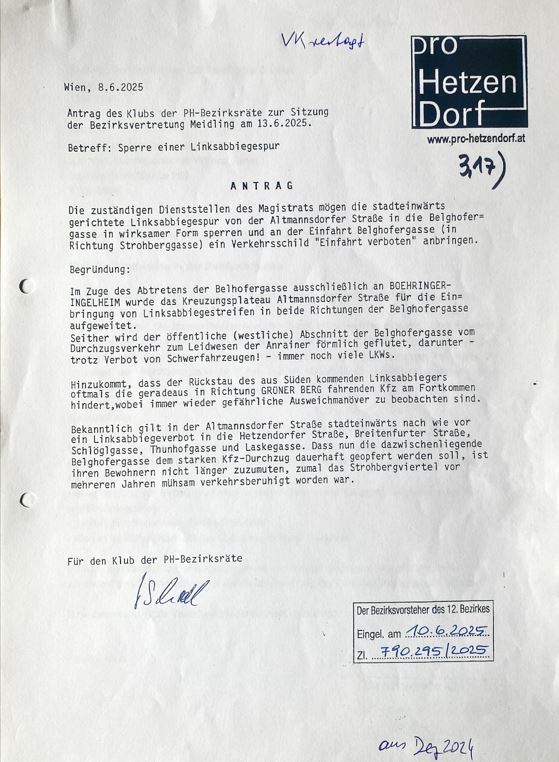 VK vertagt
pro
Hetzen
Dorf
www.pro-hetzendorf.at
3,17)
Wien, 8.6.2025
Antrag des Klubs der PH-Bezirksräte zur Sitzung
der Bezirksvertretung Meidling am 13.6.2025.
Betreff: Sperre einer Linksabbiegespur
A N T R A G
Die zuständigen Dienststellen des Magistrats mögen die stadteinwärts
gerichtete Linksabbiegespur von der Altmannsdorfer Straße in die Belghofer=
gasse in wirksamer Form sperren und an der Einfahrt Belghofergasse (in
Richtung Strohberggasse) ein Verkehrsschild "Einfahrt verboten" anbringen.
Begründung:
Im Zuge des Abtretens der Belhofergasse ausschließlich an BOEHRINGER-
INGELHEIM wurde das Kreuzungsplateau Altmannsdorfer Straße für die Ein=
bringung von Linksabbiegestreifen in beide Richtungen der Belghofergasse
aufgeweitet.
Seither wird der öffentliche (westliche) Abschnitt der Belghofergasse vom
Durchzugsverkehr zum Leidwesen der Anrainer förmlich geflutet, darunter -
trotz Verbot von Schwerfahrzeugen! - immer noch viele LKWs.
Hinzukommt, dass der Rückstau des aus Süden kommenden Linksabbiegers
oftmals die geradeaus in Richtung GRÜNER BERG fahrenden Kfz am Fortkommen
hindert,wobei immer wieder gefährliche Ausweichmanöver zu beobachten sind.
Bekanntlich gilt in der Altmannsdorfer Straße stadteinwärts nach wie vor
ein Linksabbiegeverbot in die Hetzendorfer Straße, Breitenfurter Straße,
Schlöglgasse, Thunhofgasse und Laskegasse. Dass nun die dazwischenliegende
Belghofergasse dem starken Kfz-Durchzug dauerhaft geopfert werden soll, ist
ihren Bewohnern nicht länger zuzumuten, zumal das Strohbergviertel vor
mehreren Jahren mühsam verkehrsberuhigt worden war.
Für den Klub der PH-Bezirksräte
Der Bezirksvorsteher des 12. Bezirkes
Eingel. am 10.6.2025
Zl. 790.295/2025
aus Dez 2024